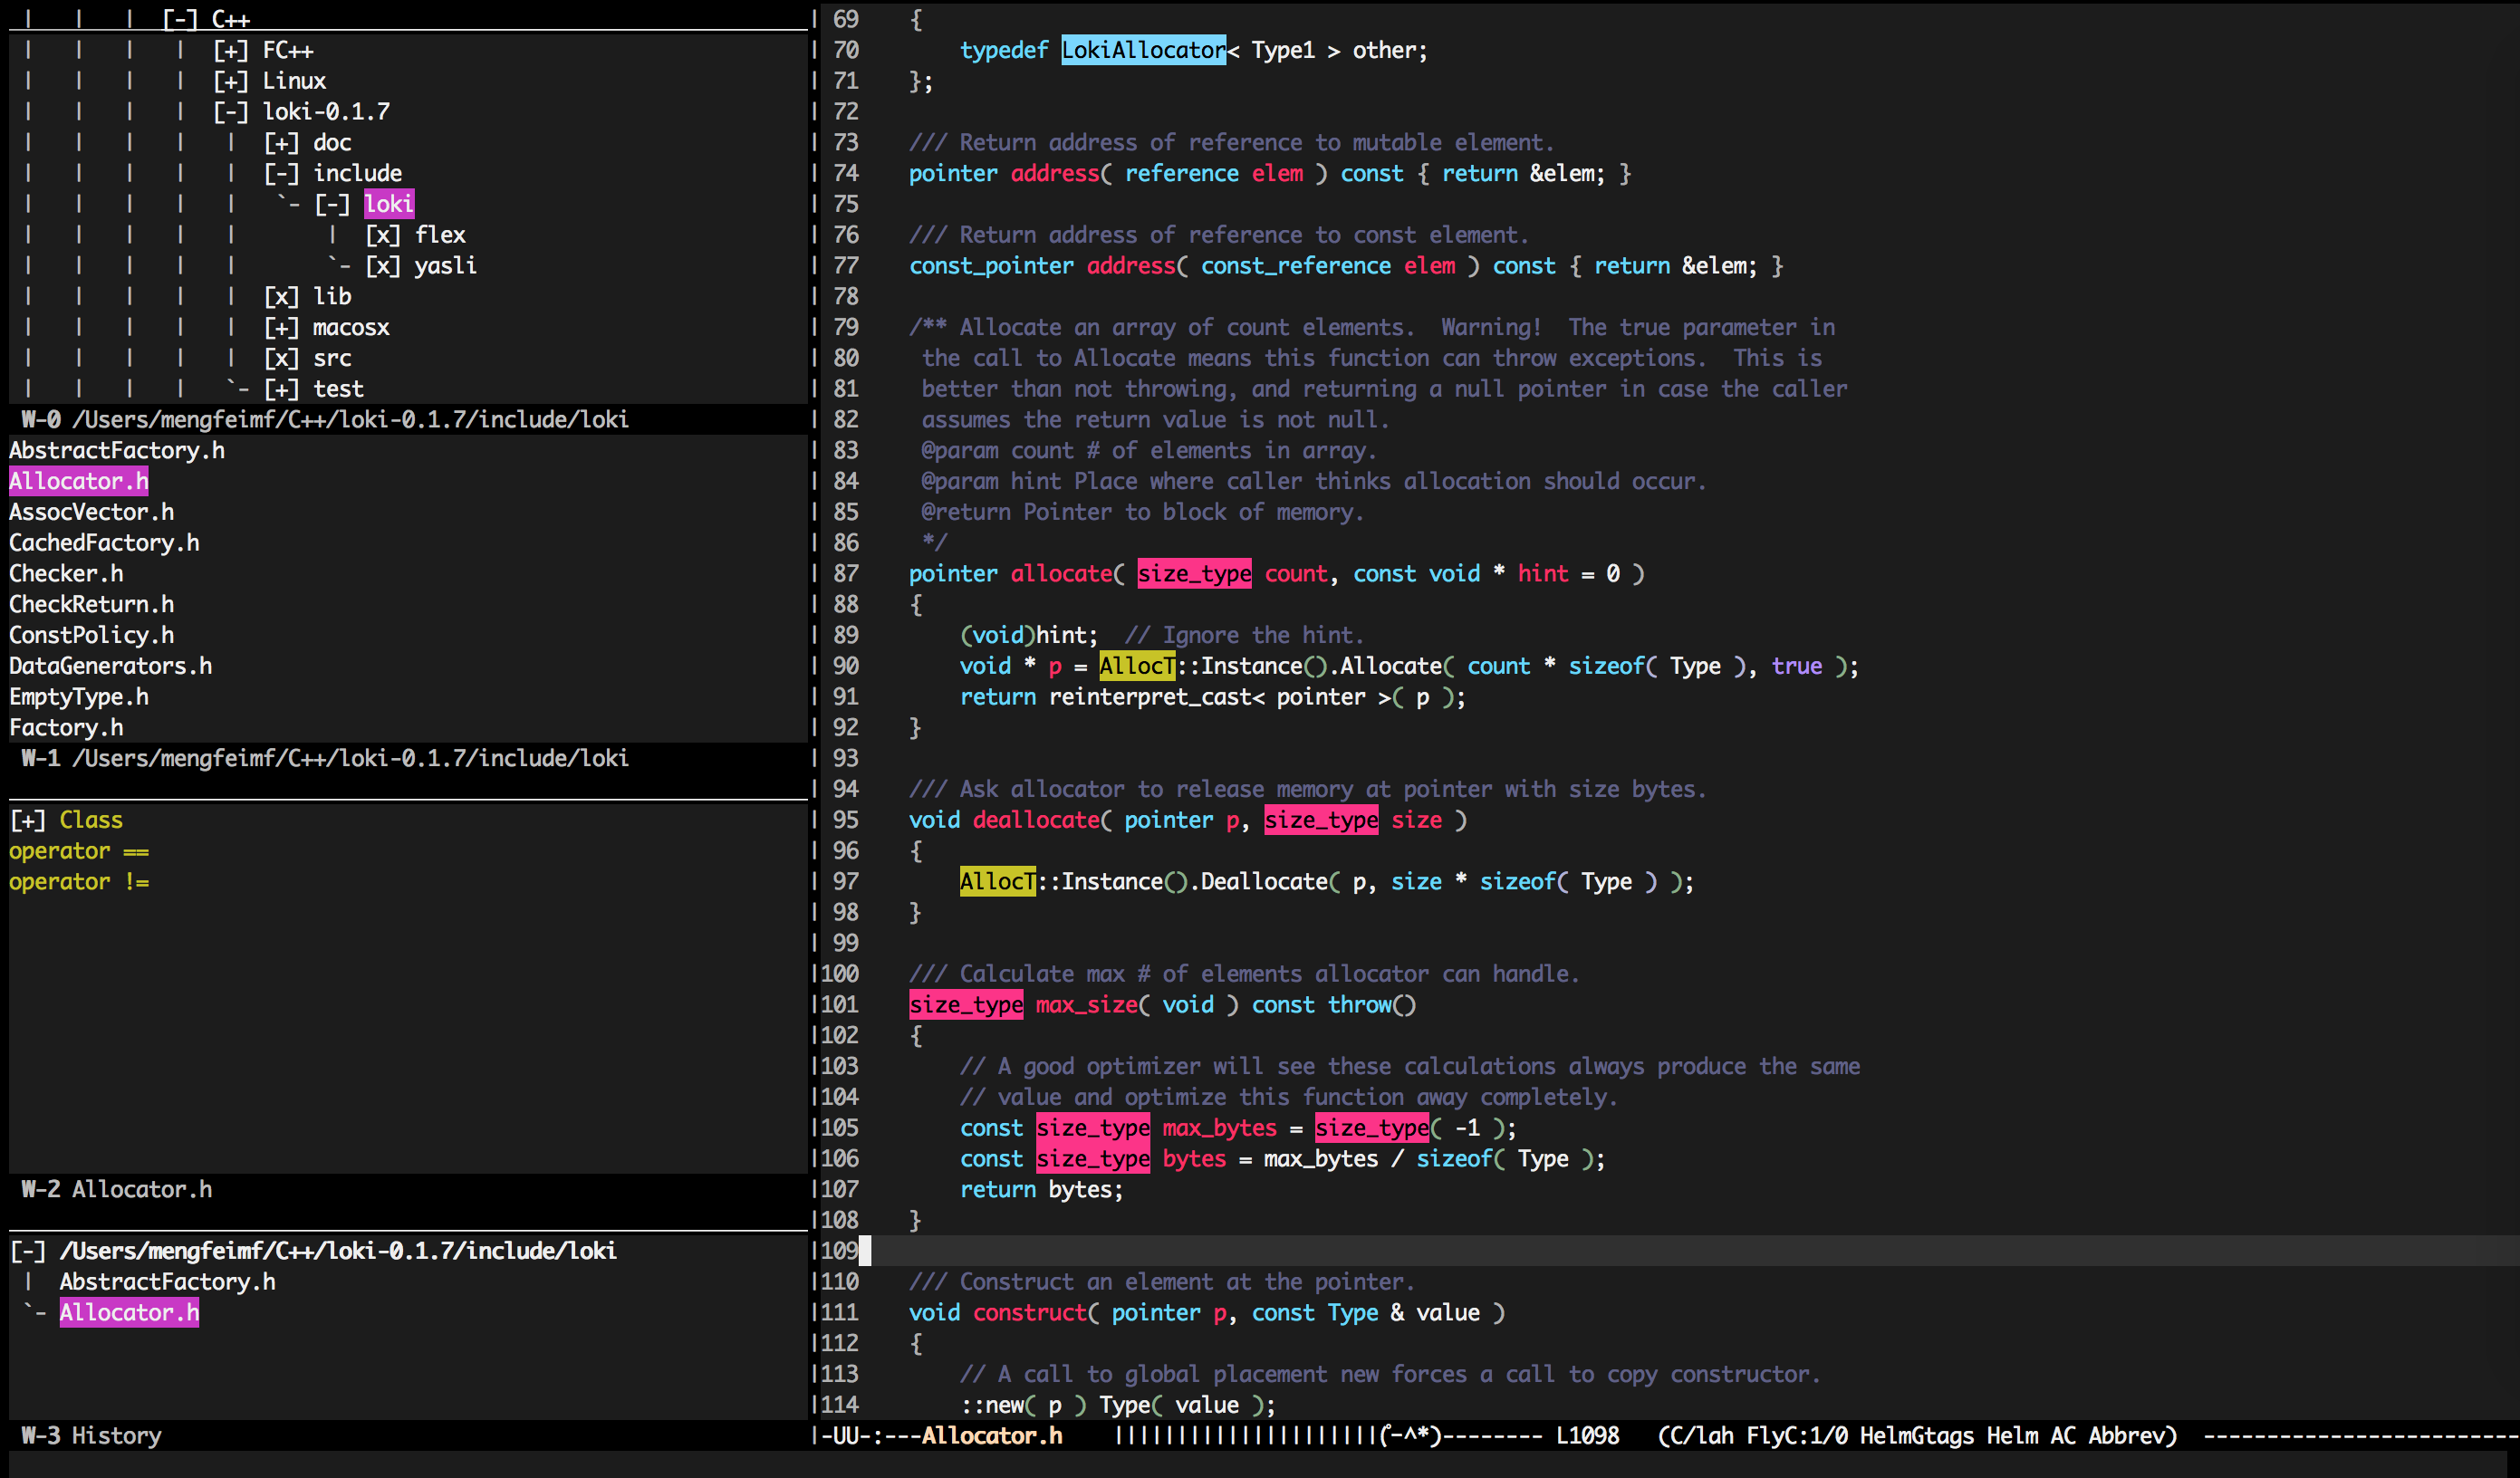 |   |   |  [-] C++
|   |   |   |  [+] FC++
|   |   |   |  [+] Linux
|   |   |   |  [-] loki-0.1.7
|   |   |   |   |  [+] doc
|   |   |   |   |  [-] include
|   |   |   |   |   `- [-] loki
|   |   |   |   |       |  [x] flex
|   |   |   |   |       `- [x] yasli
|   |   |   |   |  [x] lib
|   |   |   |   |  [+] macosx
|   |   |   |   |  [x] src
|   |   |   |   `- [+] test
W-0 /Users/mengfeimf/C++/loki-0.1.7/include/loki
AbstractFactory.h
Allocator.h
AssocVector.h
CachedFactory.h
Checker.h
CheckReturn.h
ConstPolicy.h
DataGenerators.h
EmptyType.h
Factory.h
W-1 /Users/mengfeimf/C++/loki-0.1.7/include/loki
[+] Class
operator ==
operator !=
W-2 Allocator.h
[-] /Users/mengfeimf/C++/loki-0.1.7/include/loki
|  AbstractFactory.h
`- Allocator.h
W-3 History
| 69    {
| 70        typedef LokiAllocator< Type1 > other;
| 71    };
| 72
| 73    /// Return address of reference to mutable element.
| 74    pointer address( reference elem ) const { return &elem; }
| 75
| 76    /// Return address of reference to const element.
| 77    const_pointer address( const_reference elem ) const { return &elem; }
| 78
| 79    /** Allocate an array of count elements.  Warning!  The true parameter in
| 80     the call to Allocate means this function can throw exceptions.  This is
| 81     better than not throwing, and returning a null pointer in case the caller
| 82     assumes the return value is not null.
| 83     @param count # of elements in array.
| 84     @param hint Place where caller thinks allocation should occur.
| 85     @return Pointer to block of memory.
| 86     */
| 87    pointer allocate( size_type count, const void * hint = 0 )
| 88    {
| 89        (void)hint;  // Ignore the hint.
| 90        void * p = AllocT::Instance().Allocate( count * sizeof( Type ), true );
| 91        return reinterpret_cast< pointer >( p );
| 92    }
| 93
| 94    /// Ask allocator to release memory at pointer with size bytes.
| 95    void deallocate( pointer p, size_type size )
| 96    {
| 97        AllocT::Instance().Deallocate( p, size * sizeof( Type ) );
| 98    }
| 99
|100    /// Calculate max # of elements allocator can handle.
|101    size_type max_size( void ) const throw()
|102    {
|103        // A good optimizer will see these calculations always produce the same
|104        // value and optimize this function away completely.
|105        const size_type max_bytes = size_type( -1 );
|106        const size_type bytes = max_bytes / sizeof( Type );
|107        return bytes;
|108    }
|109
|110    /// Construct an element at the pointer.
|111    void construct( pointer p, const Type & value )
|112    {
|113        // A call to global placement new forces a call to copy constructor.
|114        ::new( p ) Type( value );
|-UU-:---Allocator.h    |||||||||||||||||||||(ﾟ-^*)-------- L1098   (C/lah FlyC:1/0 HelmGtags Helm AC Abbrev)  -------------------------